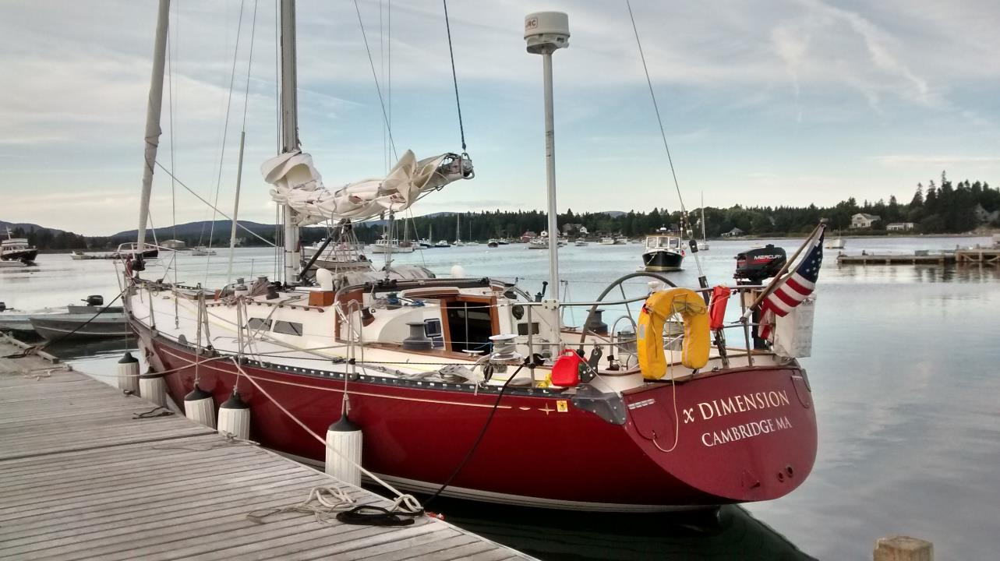 JRC
MERCURY
x DIMENSION
CAMBRIDGE MA